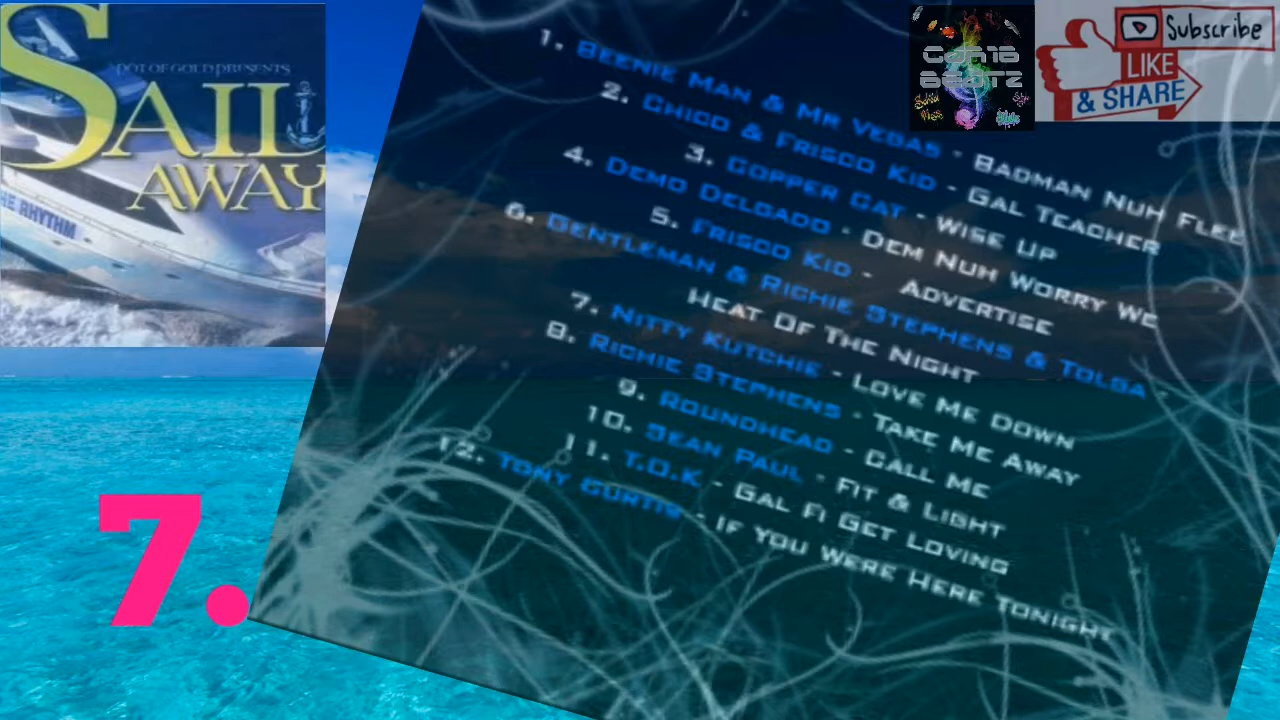 POT OF GOLD PRESENTS
SAIL
AWAY
THE RHYTHM
7.
1. BEENIE MAN & MR VEGAS - BADMAN NUH FLEE
2. CHICO & FRISCO KID - GAL TEACHER
3. COPPER CAT - WISE UP
4. DEMO DELGADO - DEM NUH WORRY WE
5. FRISCO KID - ADVERTISE
6. GENTLEMAN & RICHIE STEPHENS & TOLGA -
HEAT OF THE NIGHT
7. NITTY KUTCHIE - LOVE ME DOWN
8. RICHIE STEPHENS - TAKE ME AWAY
9. ROUNDHEAD - CALL ME
10. SEAN PAUL - FIT & LIGHT
11. T.O.K - GAL FI GET LOVING
12. TONY CURTIS - IF YOU WERE HERE TONIGHT
BEATZ
Subscribe
LIKE
& SHARE